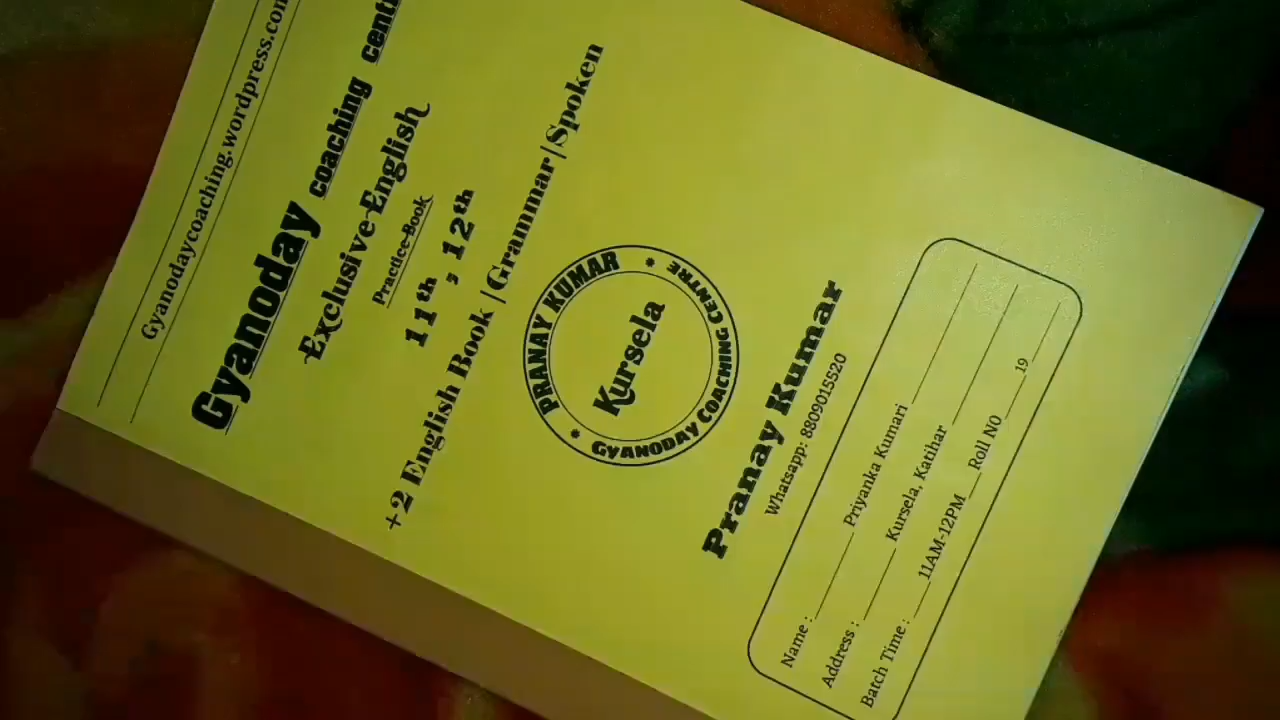 Gyanodaycoaching.wordpress.com
Gyanoday coaching cent
Exclusive English
Practice Book
11th , 12th
+2 English Book |Grammar|Spoken
PRANAY KUMAR
Kursela
GYANODAY COACHING CENTRE
Pranay Kumar
Whatsapp: 8809015520
Name : Priyanka Kumari
Address : Kursela, Katihar
Batch Time : 11AM-12PM Roll NO 19